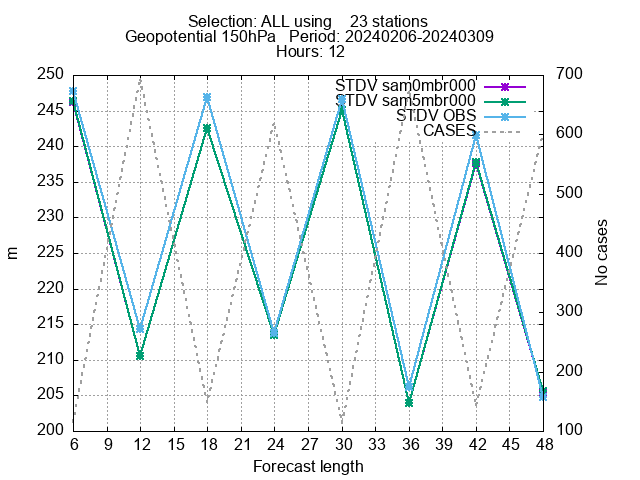 Selection: ALL using    23 stations
Geopotential 150hPa   Period: 20240206-20240309
Hours: 12
STDV sam0mbr000
STDV sam5mbr000
STDV OBS
CASES
250
245
240
235
230
225
220
215
210
205
200
m
700
600
500
400
300
200
100
No cases
6 9 12 15 18 21 24 27 30 33 36 39 42 45 48
Forecast length